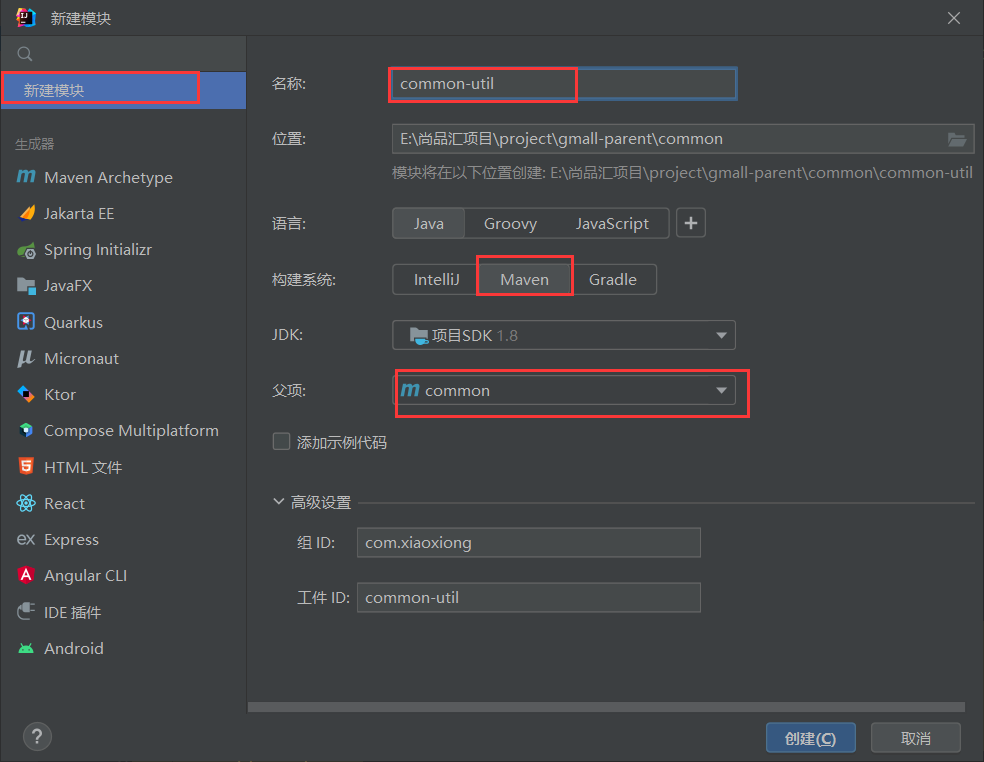 新建模块
新建模块
生成器
Maven Archetype
Jakarta EE
Spring Initializr
JavaFX
Quarkus
Micronaut
Ktor
Compose Multiplatform
HTML 文件
React
Express
Angular CLI
IDE 插件
Android
名称: common-util
位置: E:\尚品汇项目\project\gmall-parent\common
模块将在以下位置创建: E:\尚品汇项目\project\gmall-parent\common\common-util
语言: Java Groovy JavaScript +
构建系统: IntelliJ Maven Gradle
JDK: 项目SDK 1.8
父项: m common
添加示例代码
高级设置
组 ID: com.xiaoxiong
工件 ID: common-util
? 创建(C) 取消